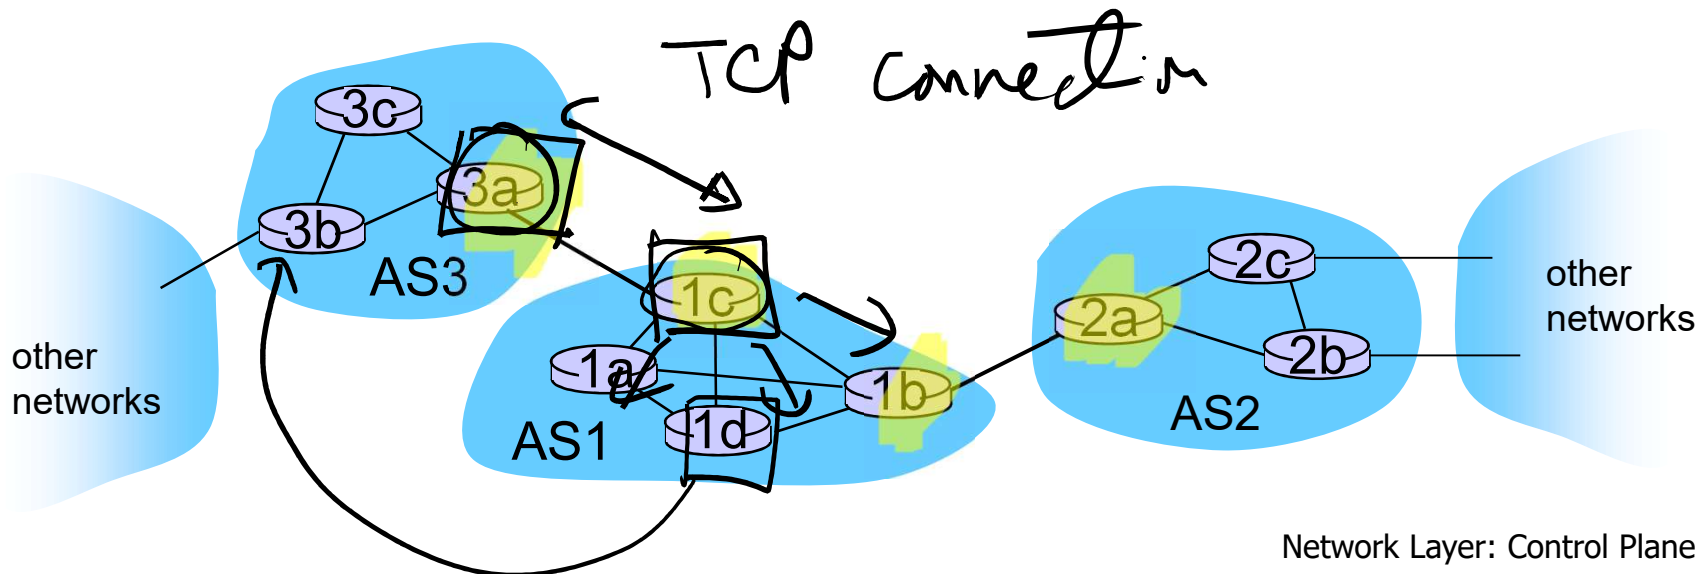 TCP connection
3c
3a
3b
AS3
other
networks
1c
1a
1b
1d
AS1
2c
2a
2b
AS2
other
networks
Network Layer: Control Plane